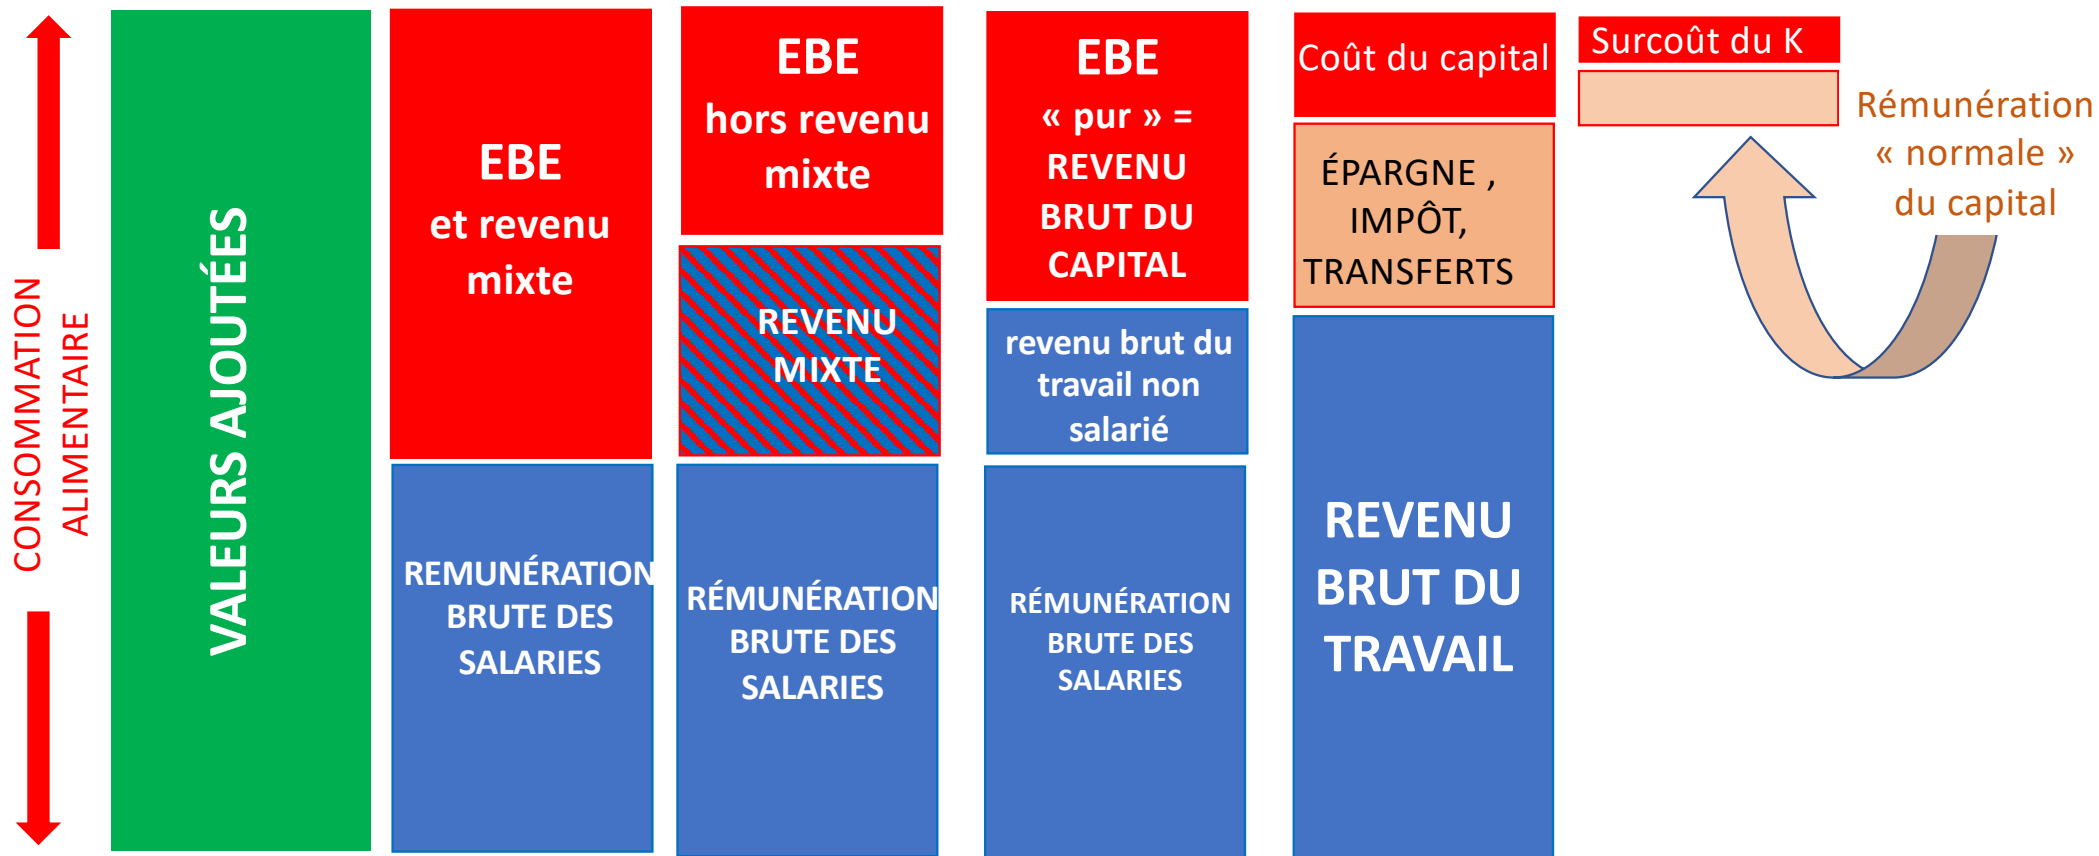 CONSOMMATION
ALIMENTAIRE
VALEURS AJOUTÉES
EBE
et revenu
mixte
REMUNÉRATION
BRUTE DES
SALARIES
EBE
hors revenu
mixte
REVENU
MIXTE
RÉMUNÉRATION
BRUTE DES
SALARIES
EBE
« pur » =
REVENU
BRUT DU
CAPITAL
revenu brut du
travail non
salarié
RÉMUNÉRATION
BRUTE DES
SALARIES
Coût du capital
ÉPARGNE ,
IMPÔT,
TRANSFERTS
REVENU
BRUT DU
TRAVAIL
Surcoût du K
Rémunération
« normale »
du capital